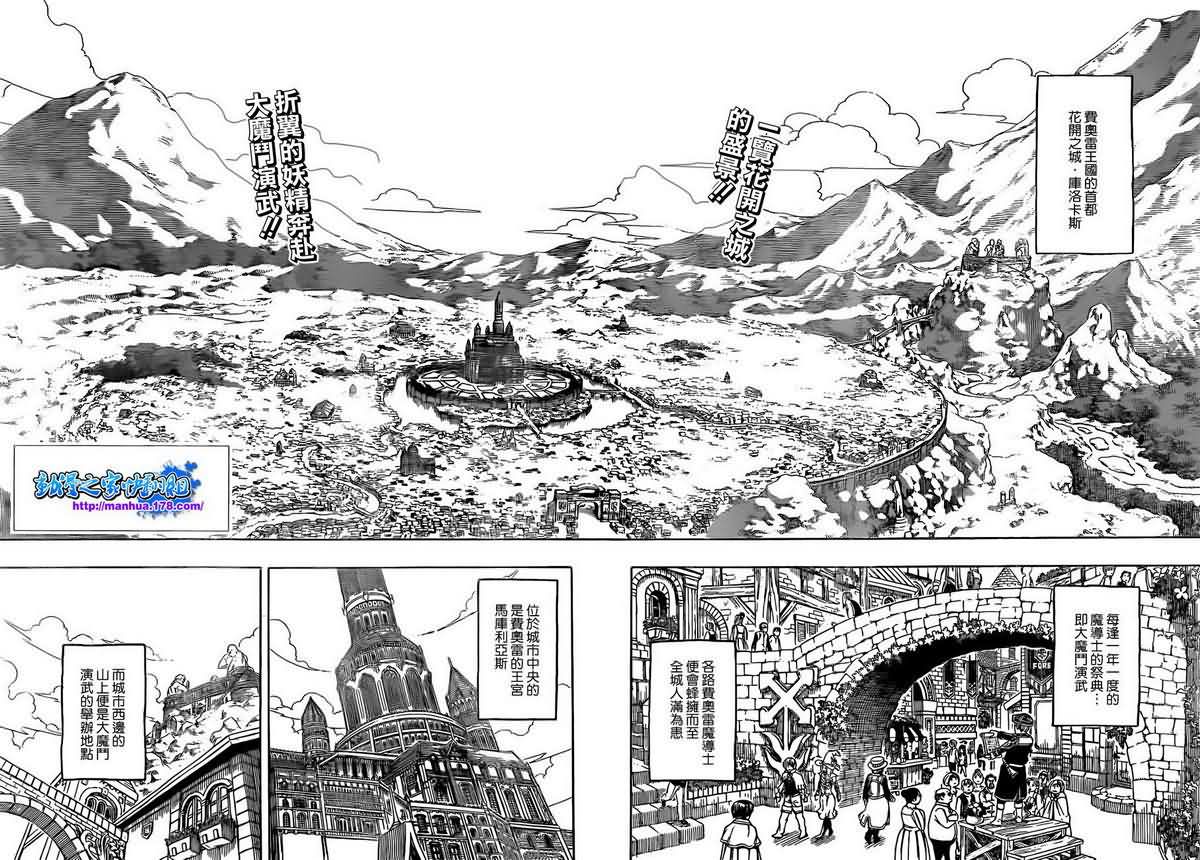 費奧雷王國的首都
花開之城．庫洛卡斯
一覽花開之城
的盛景!!
折翼的妖精奔赴
大魔鬥演武!!
http://manhua.178.com/
每逢一年一度的
魔導士的祭典…
即大魔鬥演武
各路費奧雷魔導士
便會蜂擁而至
全城人滿為患
位於城市中央的
是費奧雷的王宮
馬庫利亞斯
而城市西邊的
山上便是大魔鬥
演武的舉辦地點